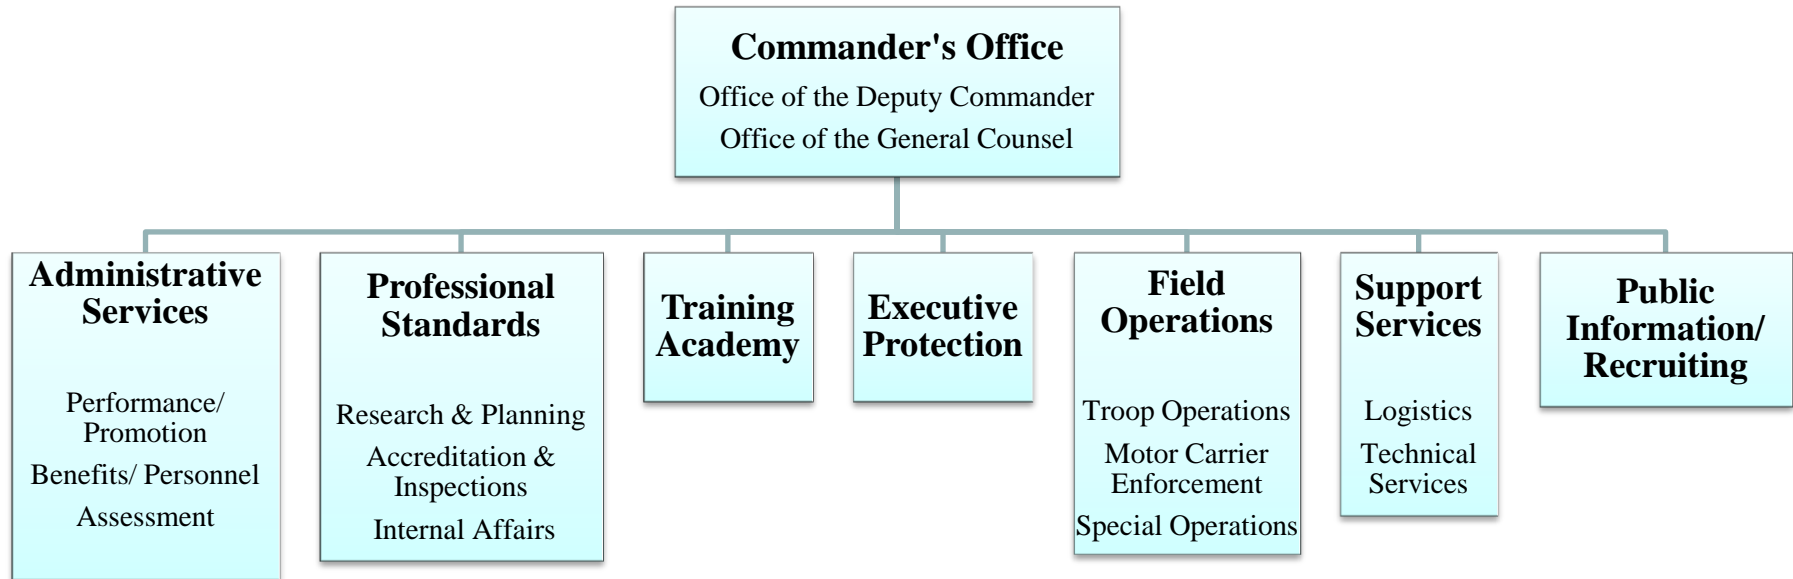 Commander's Office
Office of the Deputy Commander
Office of the General Counsel
Administrative
Services
Performance/
Promotion
Benefits/ Personnel
Assessment
Professional
Standards
Research & Planning
Accreditation &
Inspections
Internal Affairs
Training
Academy
Executive
Protection
Field
Operations
Troop Operations
Motor Carrier
Enforcement
Special Operations
Support
Services
Logistics
Technical
Services
Public
Information/
Recruiting